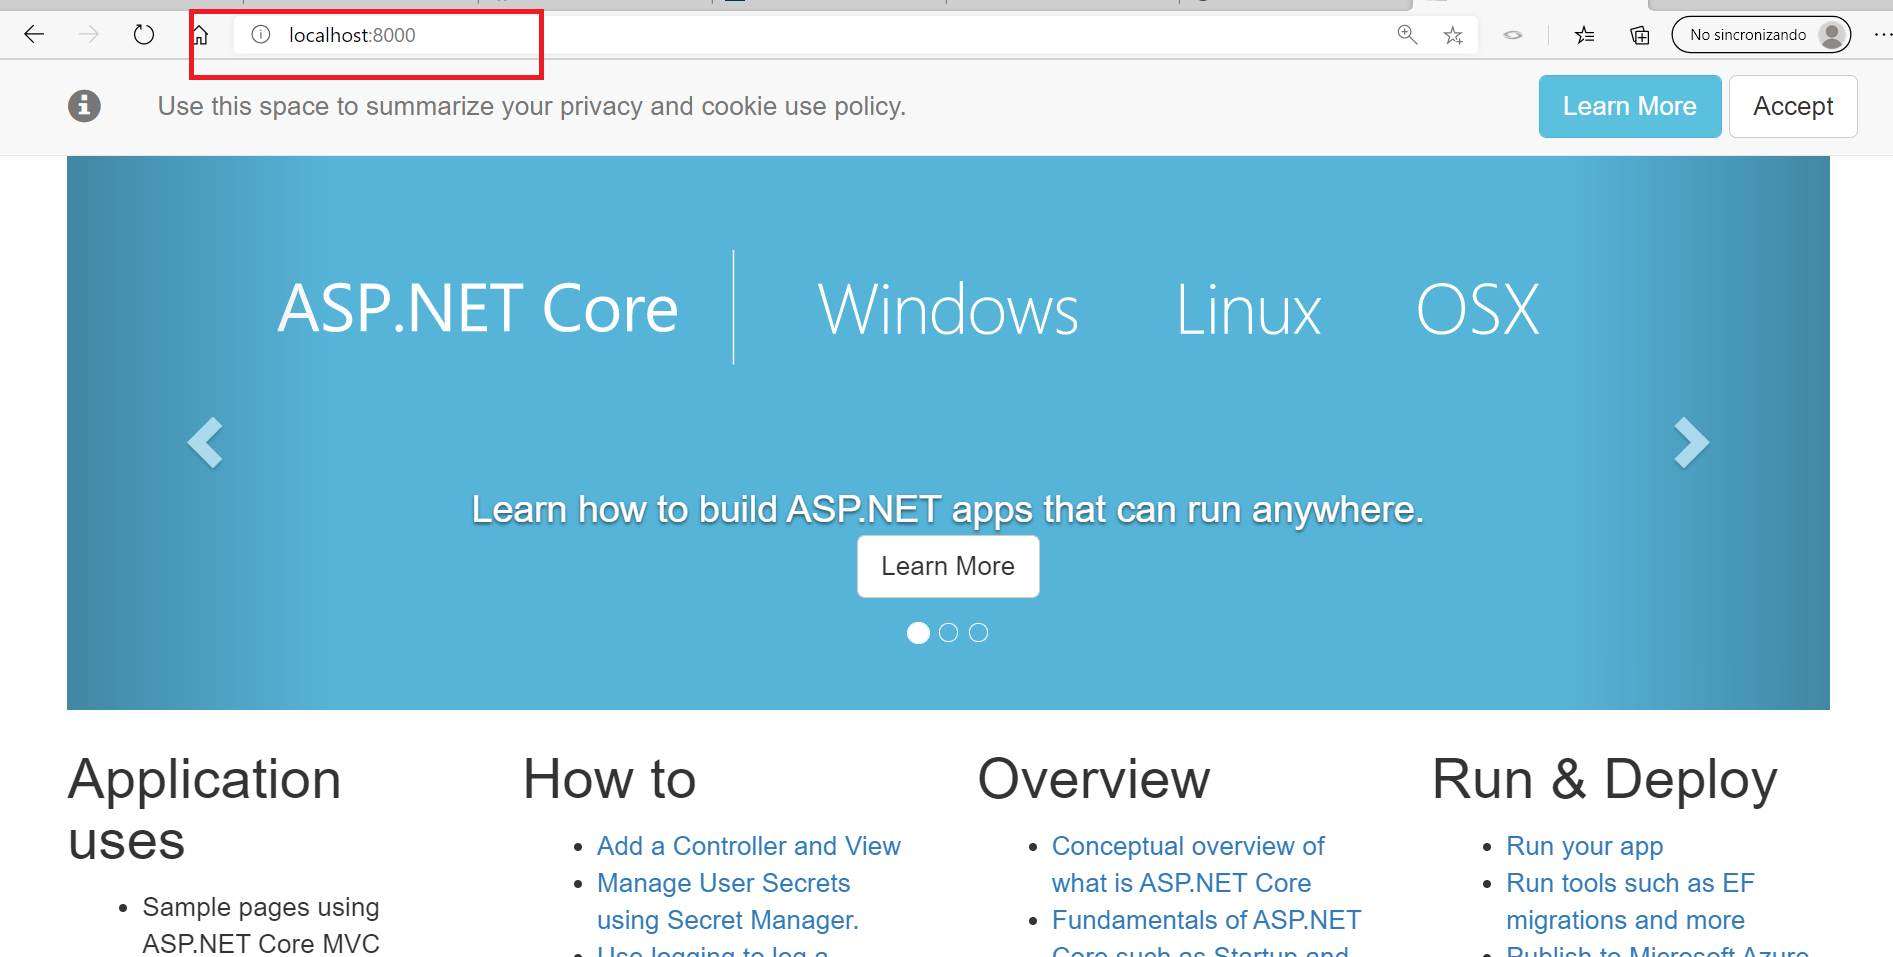 localhost:8000
No sincronizando
Use this space to summarize your privacy and cookie use policy.
Learn More
Accept
ASP.NET Core
Windows
Linux
OSX
Learn how to build ASP.NET apps that can run anywhere.
Learn More
Application
uses
• Sample pages using
ASP.NET Core MVC
How to
• Add a Controller and View
• Manage User Secrets
using Secret Manager.
• Use logging to log a
Overview
• Conceptual overview of
what is ASP.NET Core
• Fundamentals of ASP.NET
Core such as Startup and
Run & Deploy
• Run your app
• Run tools such as EF
migrations and more
• Publish to Microsoft Azure